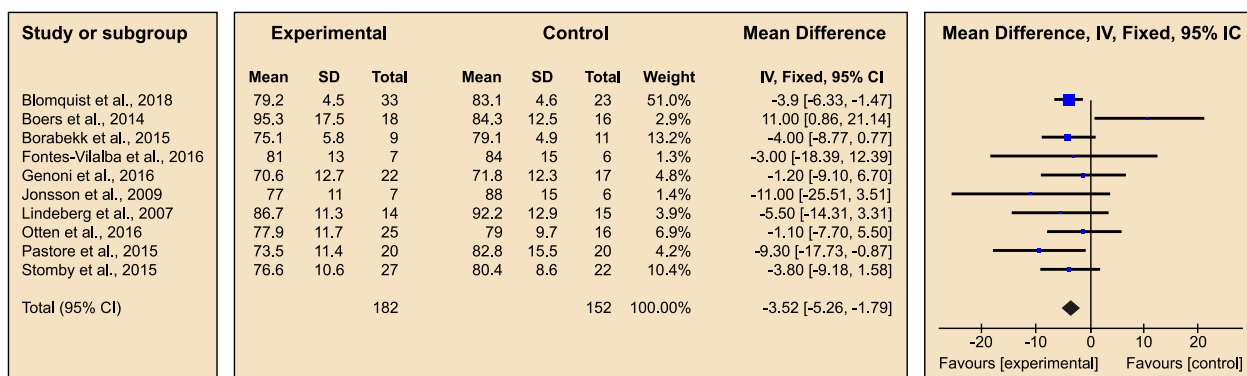 Study or subgroup Experimental Control Mean Difference Mean Difference, IV, Fixed, 95% IC
Mean SD Total Mean SD Total Weight IV, Fixed, 95% CI
Blomquist et al., 2018 79.2 4.5 33 83.1 4.6 23 51.0% -3.9 [-6.33, -1.47]
Boers et al., 2014 95.3 17.5 18 84.3 12.5 16 2.9% 11.00 [0.86, 21.14]
Borabekk et al., 2015 75.1 5.8 9 79.1 4.9 11 13.2% -4.00 [-8.77, 0.77]
Fontes-Vilalba et al., 2016 81 13 7 84 15 6 1.3% -3.00 [-18.39, 12.39]
Genoni et al., 2016 70.6 12.7 22 71.8 12.3 17 4.8% -1.20 [-9.10, 6.70]
Jonsson et al., 2009 77 11 7 88 15 6 1.4% -11.00 [-25.51, 3.51]
Lindeberg et al., 2007 86.7 11.3 14 92.2 12.9 15 3.9% -5.50 [-14.31, 3.31]
Otten et al., 2016 77.9 11.7 25 79 9.7 16 6.9% -1.10 [-7.70, 5.50]
Pastore et al., 2015 73.5 11.4 20 82.8 15.5 20 4.2% -9.30 [-17.73, -0.87]
Stomby et al., 2015 76.6 10.6 27 80.4 8.6 22 10.4% -3.80 [-9.18, 1.58]
Total (95% CI) 182 152 100.00% -3.52 [-5.26, -1.79]
-20 -10 0 10 20
Favours [experimental] Favours [control]